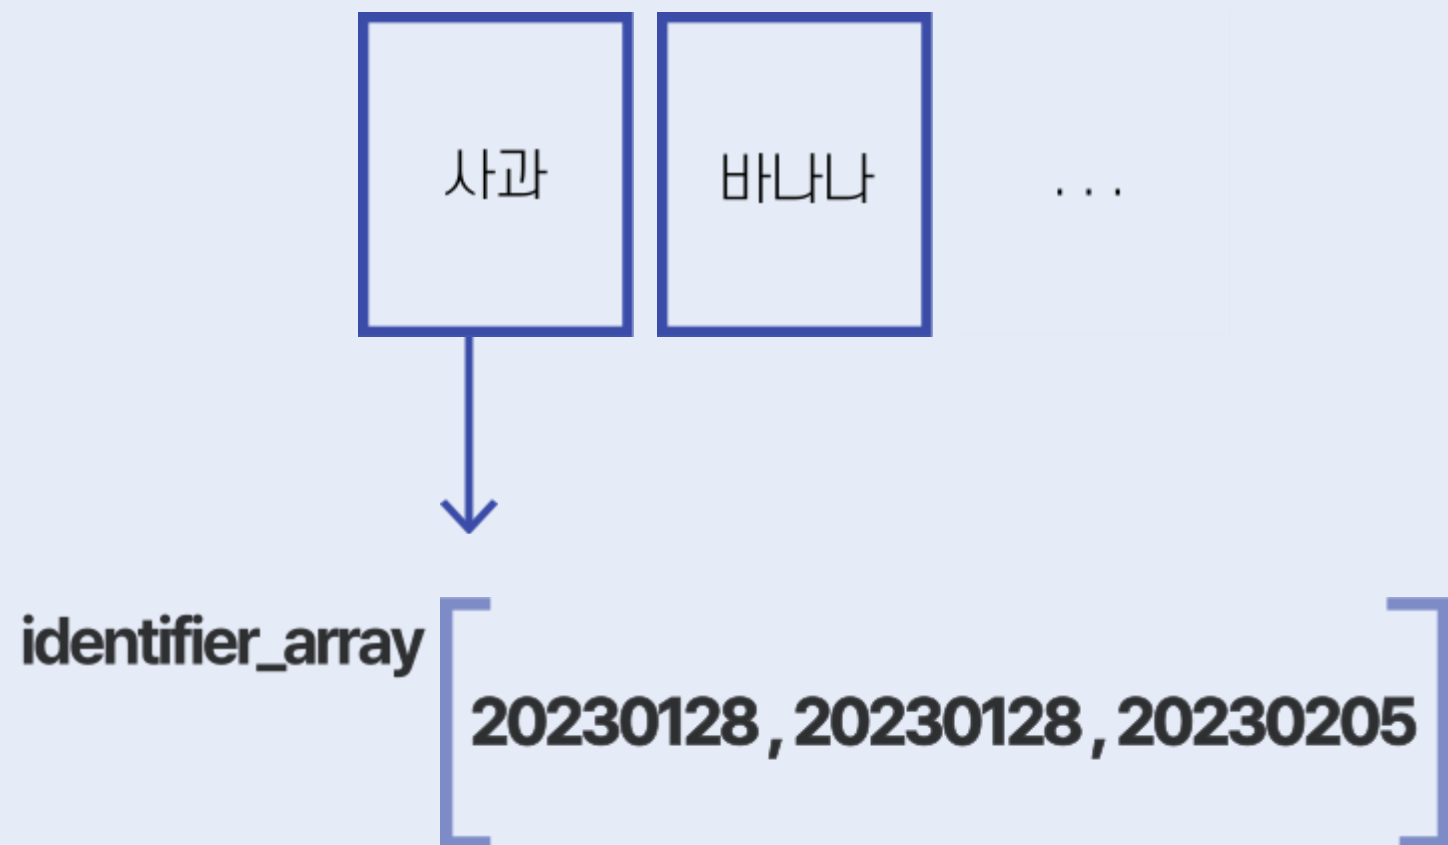 사과 바나나 . . .
identifier_array
20230128 , 20230128 , 20230205